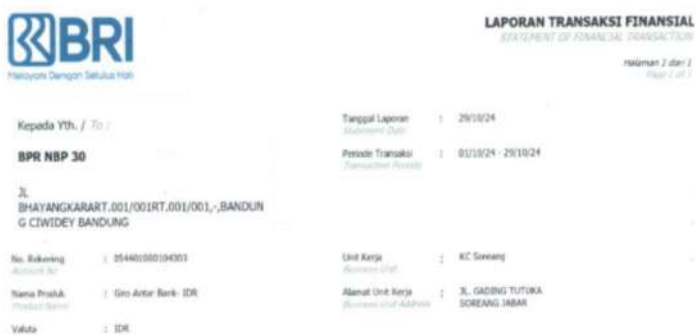 BRI
Melayani Dengan Setulus Hati
LAPORAN TRANSAKSI FINANSIAL
STATEMENT OF FINANCIAL TRANSACTION
Halaman 1 dari 1
Page 1 of 1
Kepada Yth. / To :
BPR NBP 30
JL
BHAYANGKARART.001/001RT.001/001,-,BANDUN
G CIWIDEY BANDUNG
Tanggal Laporan : 29/10/24
Statement Date
Periode Transaksi : 01/10/24 - 29/10/24
Transaction Periode
No. Rekening : 054401000104303
Account No
Nama Produk : Giro Antar Bank- IDR
Product Name
Valuta : IDR
Unit Kerja : KC Soreang
Business Unit
Alamat Unit Kerja : JL. GADING TUTUKA
Business Unit Address SOREANG JABAR